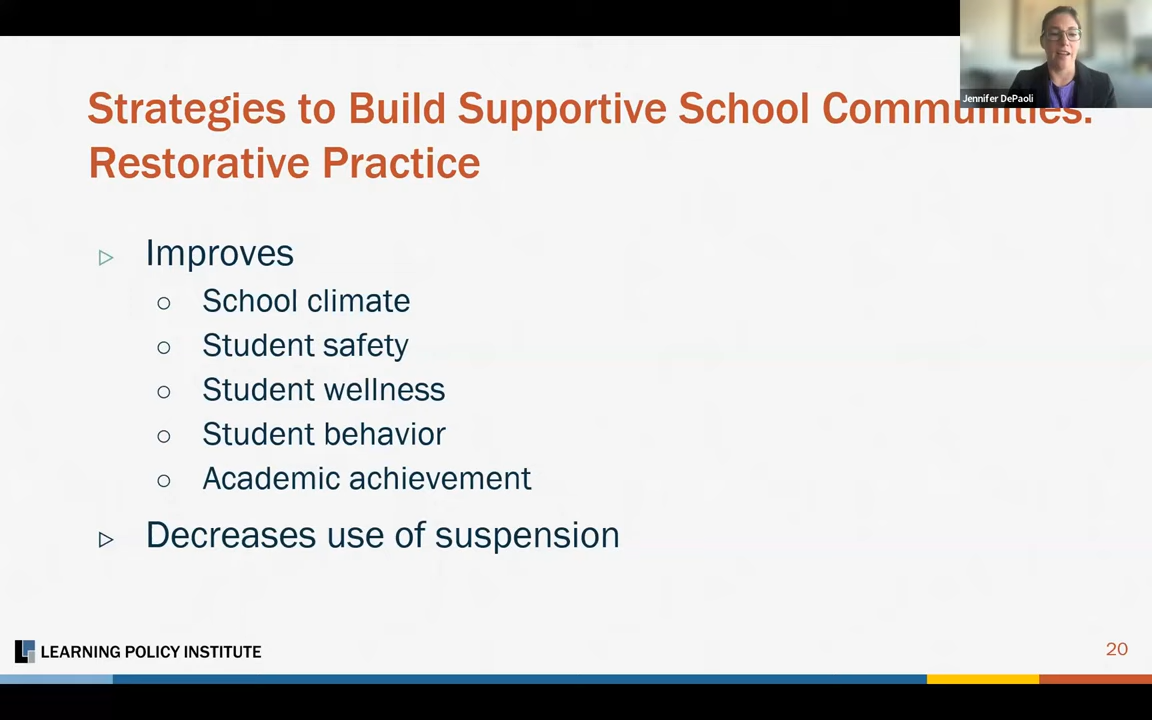 Strategies to Build Supportive School Communities:
Restorative Practice
Jennifer DePaoli
Improves
School climate
Student safety
Student wellness
Student behavior
Academic achievement
Decreases use of suspension
LEARNING POLICY INSTITUTE
20